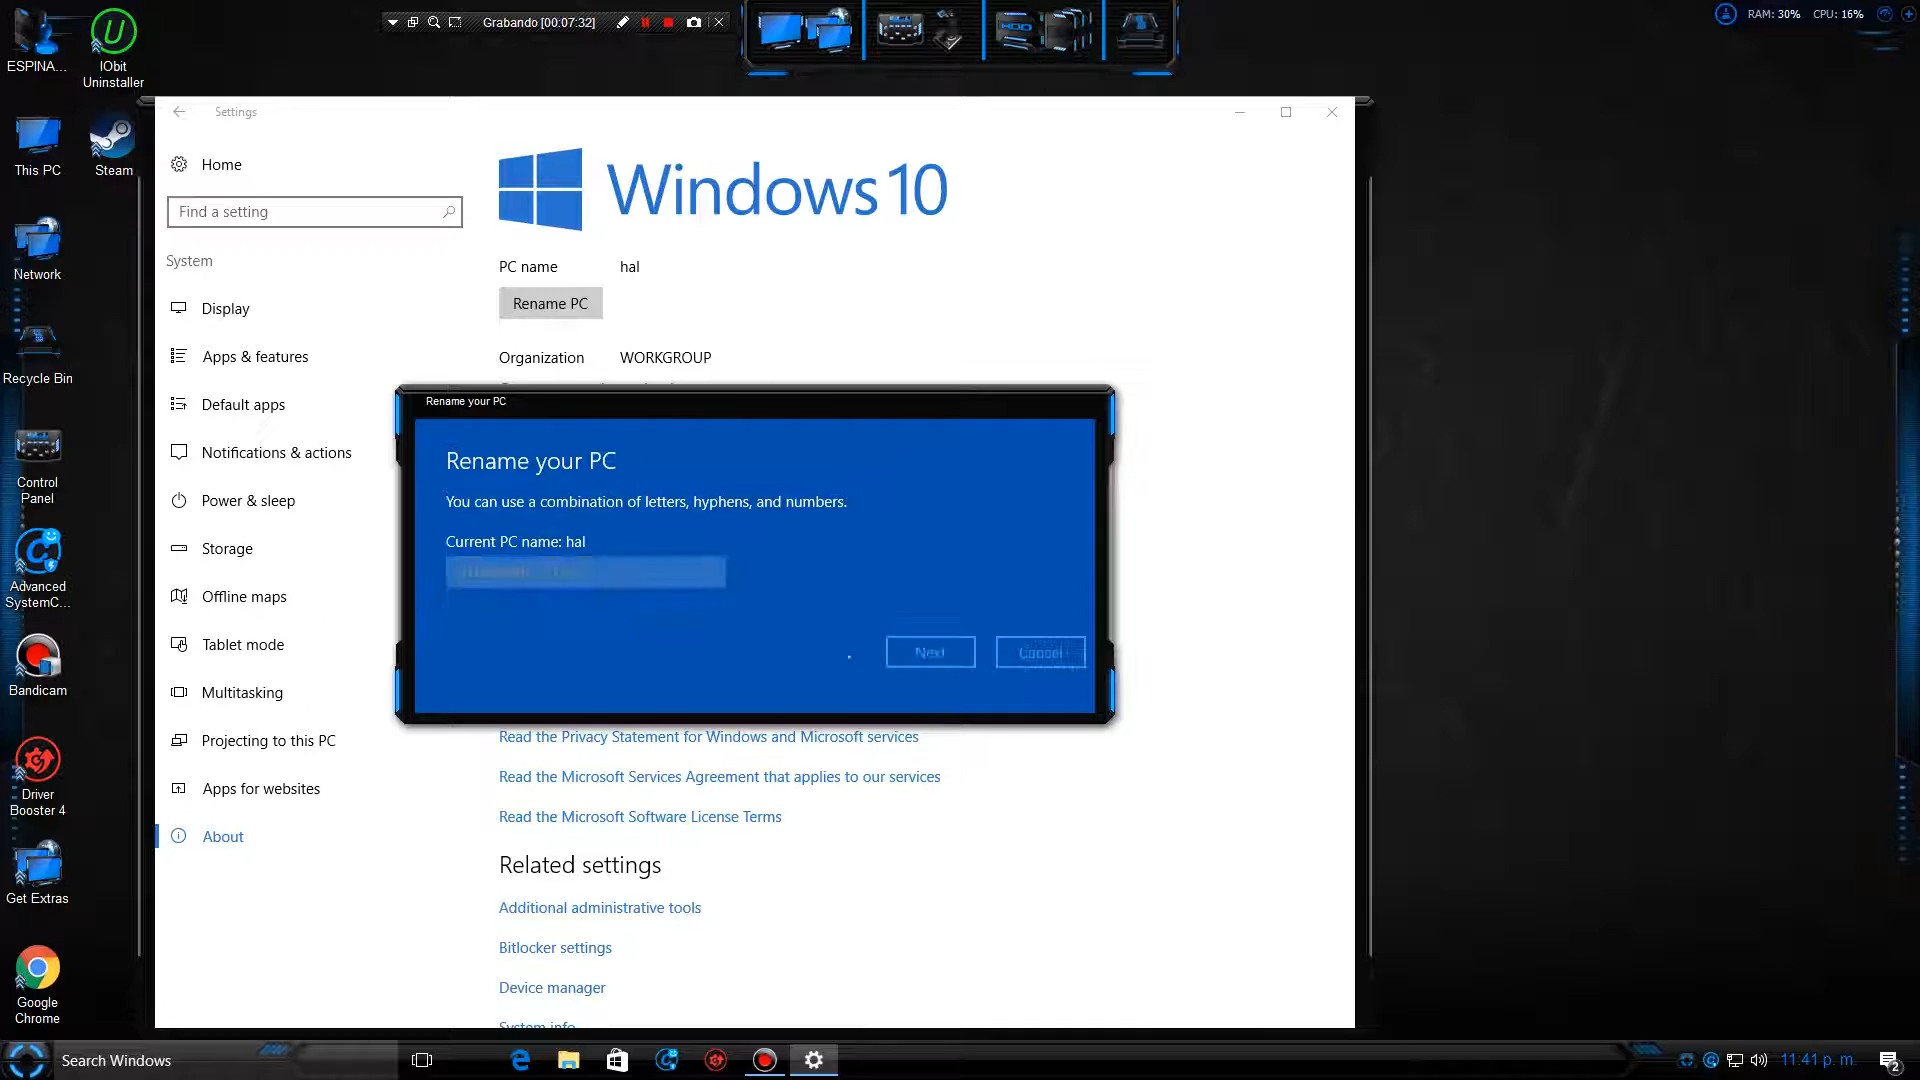 Grabando [00:07:32]
RAM: 30% CPU: 16%
ESPINA...
IObit Uninstaller
This PC
Steam
Network
Recycle Bin
Control Panel
Advanced SystemC...
Bandicam
Driver Booster 4
Get Extras
Google Chrome
Settings
Home
Find a setting
System
Display
Apps & features
Default apps
Notifications & actions
Power & sleep
Storage
Offline maps
Tablet mode
Multitasking
Projecting to this PC
Apps for websites
About
Windows 10
PC name hal
Rename PC
Organization WORKGROUP
Rename your PC
Rename your PC
You can use a combination of letters, hyphens, and numbers.
Current PC name: hal
Next Cancel
Read the Privacy Statement for Windows and Microsoft services
Read the Microsoft Services Agreement that applies to our services
Read the Microsoft Software License Terms
Related settings
Additional administrative tools
Bitlocker settings
Device manager
System info
Search Windows
11:41 p. m.
2